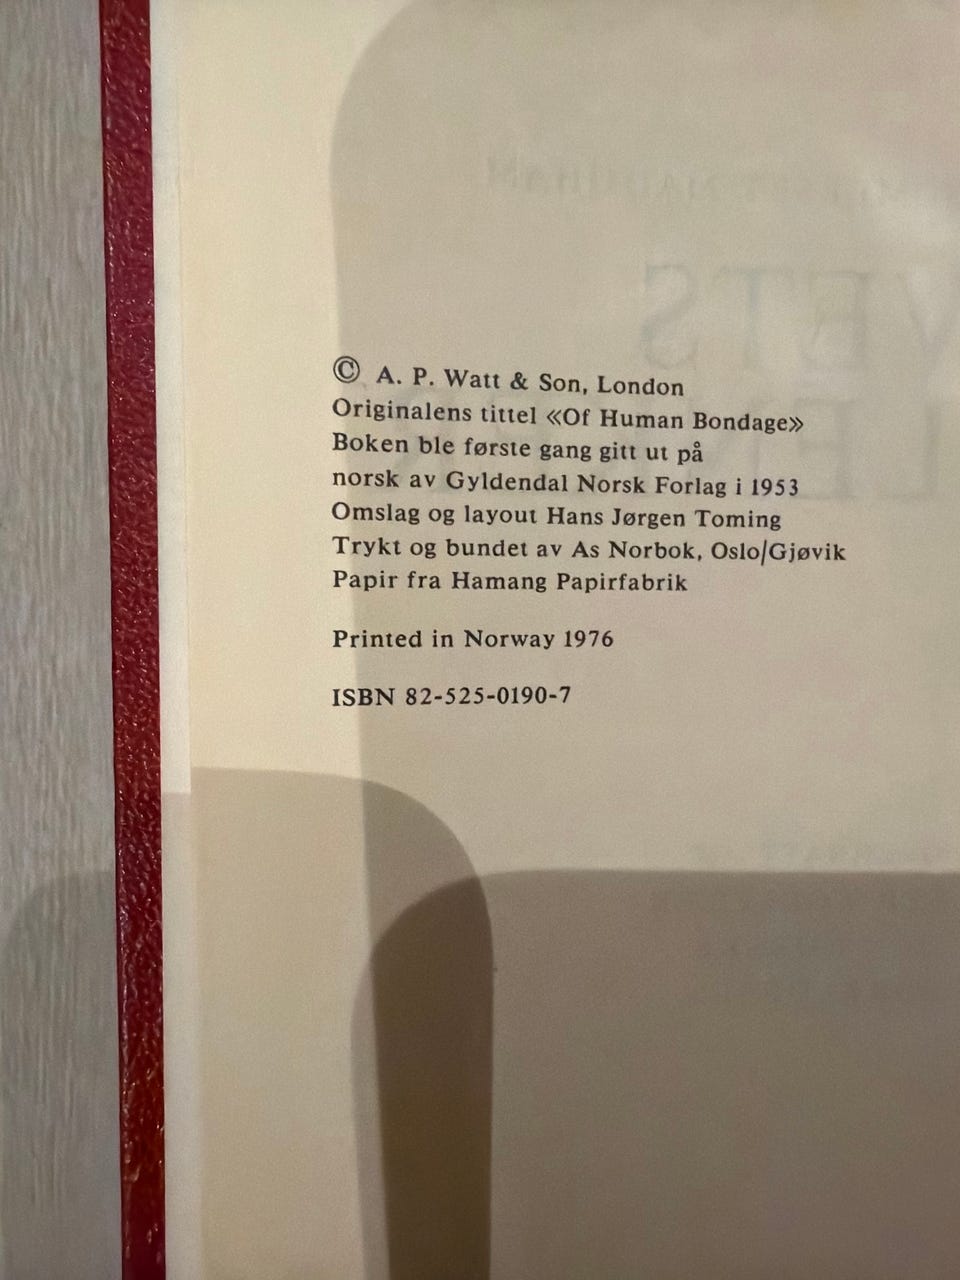 © A. P. Watt & Son, London
Originalens tittel «Of Human Bondage»
Boken ble første gang gitt ut på
norsk av Gyldendal Norsk Forlag i 1953
Omslag og layout Hans Jørgen Toming
Trykt og bundet av As Norbok, Oslo/Gjøvik
Papir fra Hamang Papirfabrik
Printed in Norway 1976
ISBN 82-525-0190-7